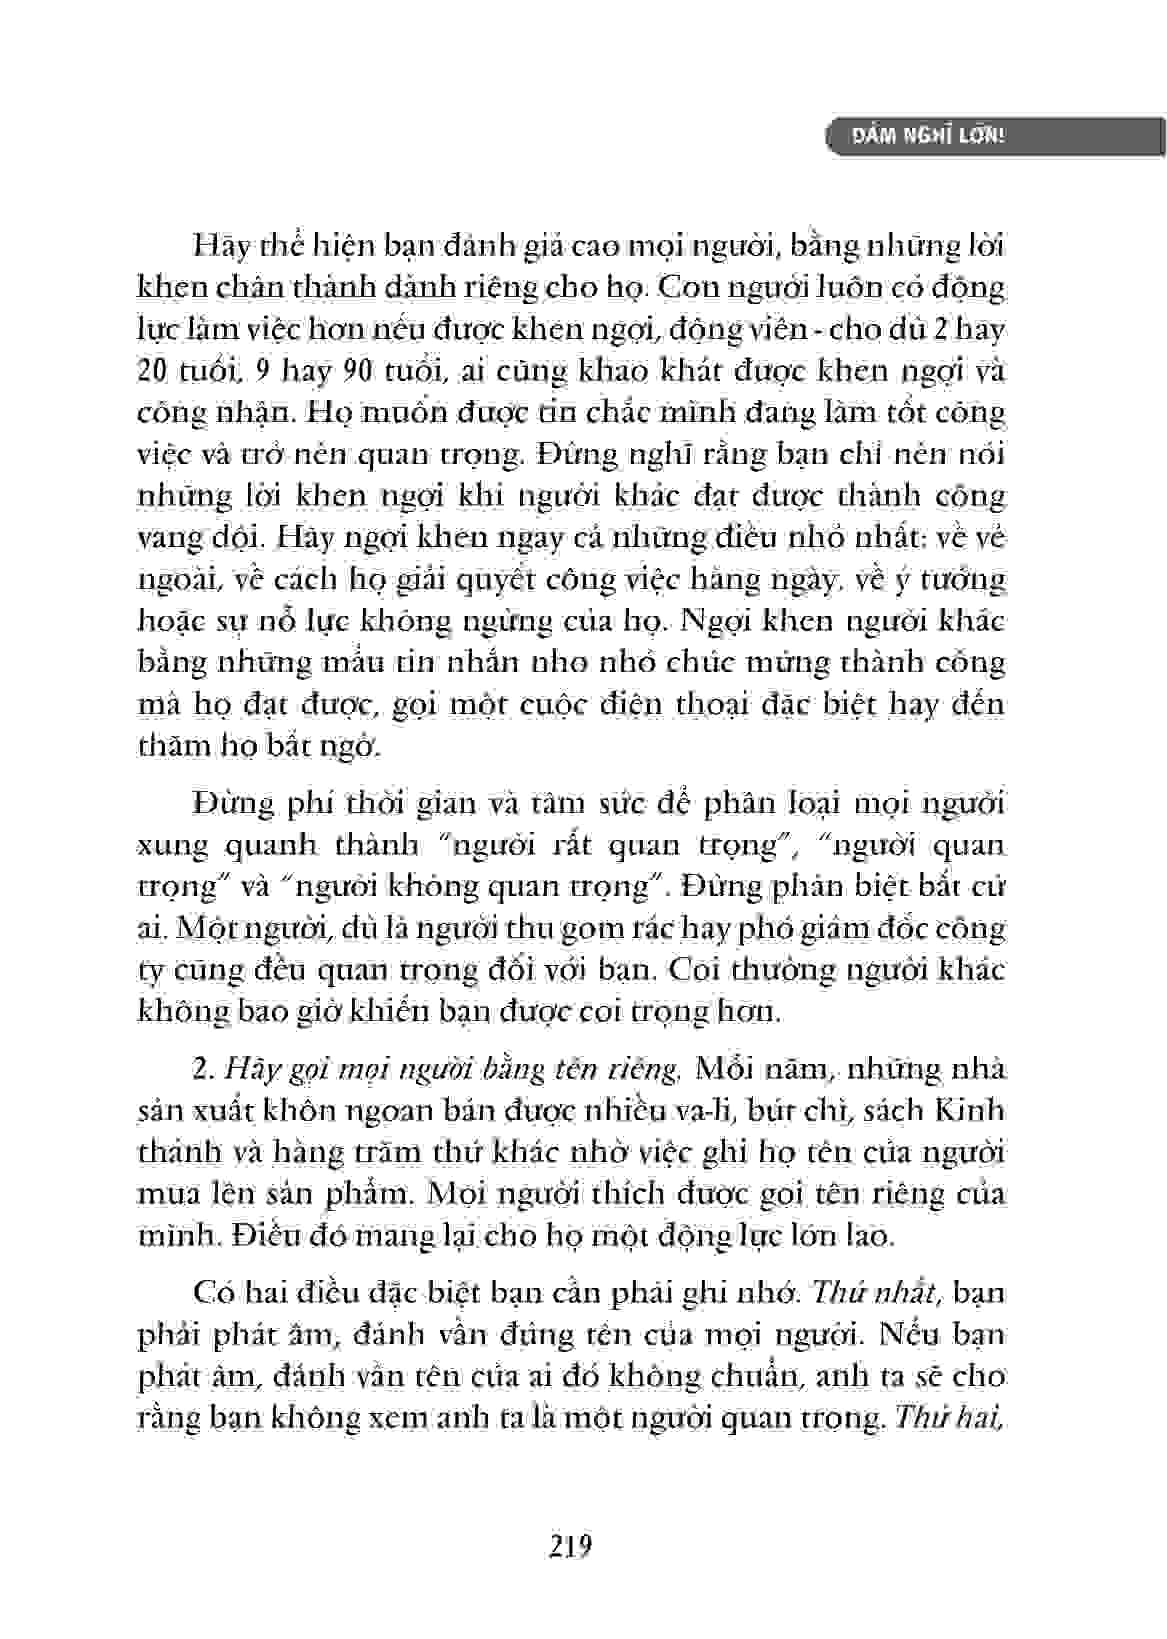 DÁM NGHĨ LỚN!
Hãy thể hiện bạn đánh giá cao mọi người, bằng những lời
khen chân thành dành riêng cho họ. Con người luôn có động
lực làm việc hơn nếu được khen ngợi, động viên - cho dù 2 hay
20 tuổi, 9 hay 90 tuổi, ai cũng khao khát được khen ngợi và
công nhận. Họ muốn được tin chắc mình đang làm tốt công
việc và trở nên quan trọng. Đừng nghĩ rằng bạn chỉ nên nói
những lời khen ngợi khi người khác đạt được thành công
vang dội. Hãy ngợi khen ngay cả những điều nhỏ nhất: về vẻ
ngoài, về cách họ giải quyết công việc hàng ngày, về ý tưởng
hoặc sự nỗ lực không ngừng của họ. Ngợi khen người khác
bằng những mẩu tin nhắn nho nhỏ chúc mừng thành công
mà họ đạt được, gọi một cuộc điện thoại đặc biệt hay đến
thăm họ bất ngờ.
Đừng phí thời gian và tâm sức để phân loại mọi người
xung quanh thành “người rất quan trọng”, “người quan
trọng” và “người không quan trọng”. Đừng phân biệt bất cứ
ai. Một người, dù là người thu gom rác hay phó giám đốc công
ty cũng đều quan trọng đối với bạn. Coi thường người khác
không bao giờ khiến bạn được coi trọng hơn.
2. Hãy gọi mọi người bằng tên riêng. Mỗi năm, những nhà
sản xuất khôn ngoan bán được nhiều va-li, bút chì, sách Kinh
thánh và hàng trăm thứ khác nhờ việc ghi họ tên của người
mua lên sản phẩm. Mọi người thích được gọi tên riêng của
mình. Điều đó mang lại cho họ một động lực lớn lao.
Có hai điều đặc biệt bạn cần phải ghi nhớ. Thứ nhất, bạn
phải phát âm, đánh vần đúng tên của mọi người. Nếu bạn
phát âm, đánh vần tên của ai đó không chuẩn, anh ta sẽ cho
rằng bạn không xem anh ta là một người quan trọng. Thứ hai,
219